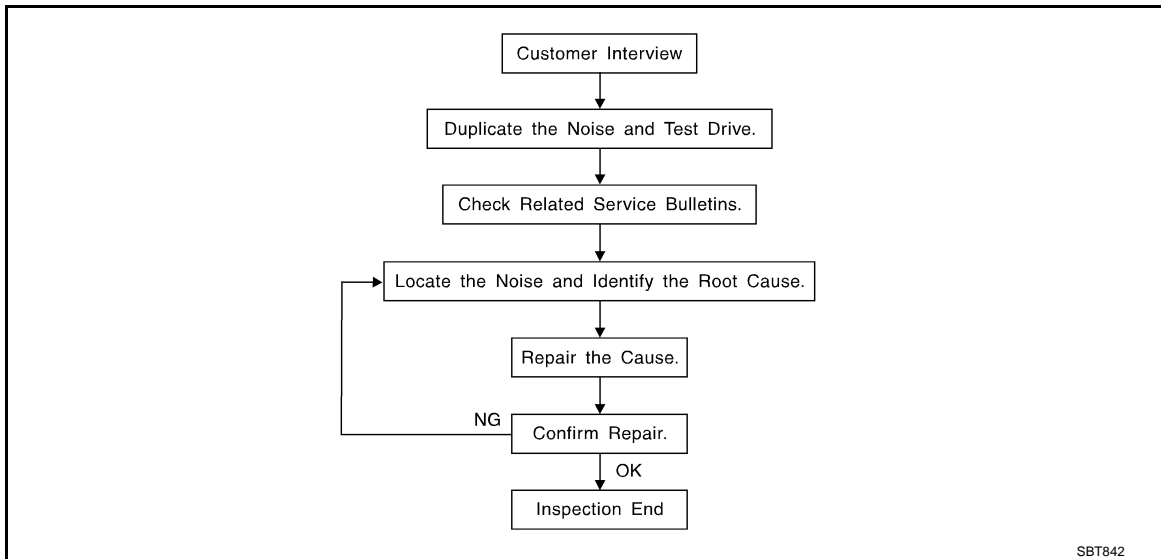 Customer Interview
Duplicate the Noise and Test Drive.
Check Related Service Bulletins.
Locate the Noise and Identify the Root Cause.
Repair the Cause.
NG
Confirm Repair.
OK
Inspection End
SBT842